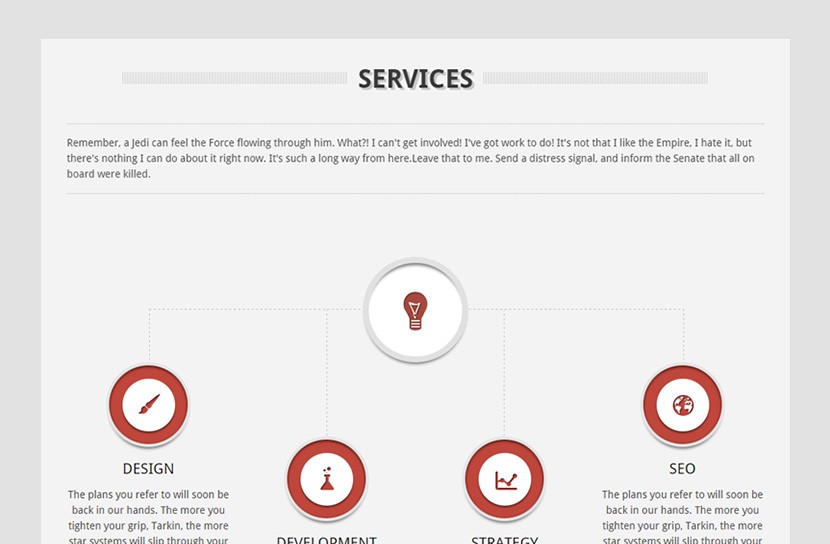 SERVICES
Remember, a Jedi can feel the Force flowing through him. What?! I can't get involved! I've got work to do! It's not that I like the Empire, I hate it, but
there's nothing I can do about it right now. It's such a long way from here.Leave that to me. Send a distress signal, and inform the Senate that all on
board were killed.
DESIGN
The plans you refer to will soon be
back in our hands. The more you
tighten your grip, Tarkin, the more
star systems will slip through your
DEVELOPMENT
STRATEGY
SEO
The plans you refer to will soon be
back in our hands. The more you
tighten your grip, Tarkin, the more
star systems will slip through your